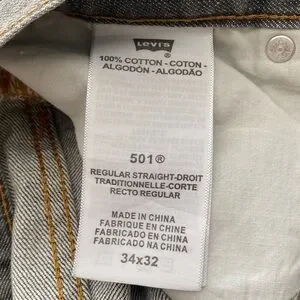 Levi's
100% COTTON - COTON -
ALGODÓN - ALGODÃO
501®
REGULAR STRAIGHT-DROIT
TRADITIONNELLE-CORTE
RECTO REGULAR
MADE IN CHINA
FABRIQUE EN CHINE
FABRICADO EN CHINA
FABRICADO NA CHINA
34x32